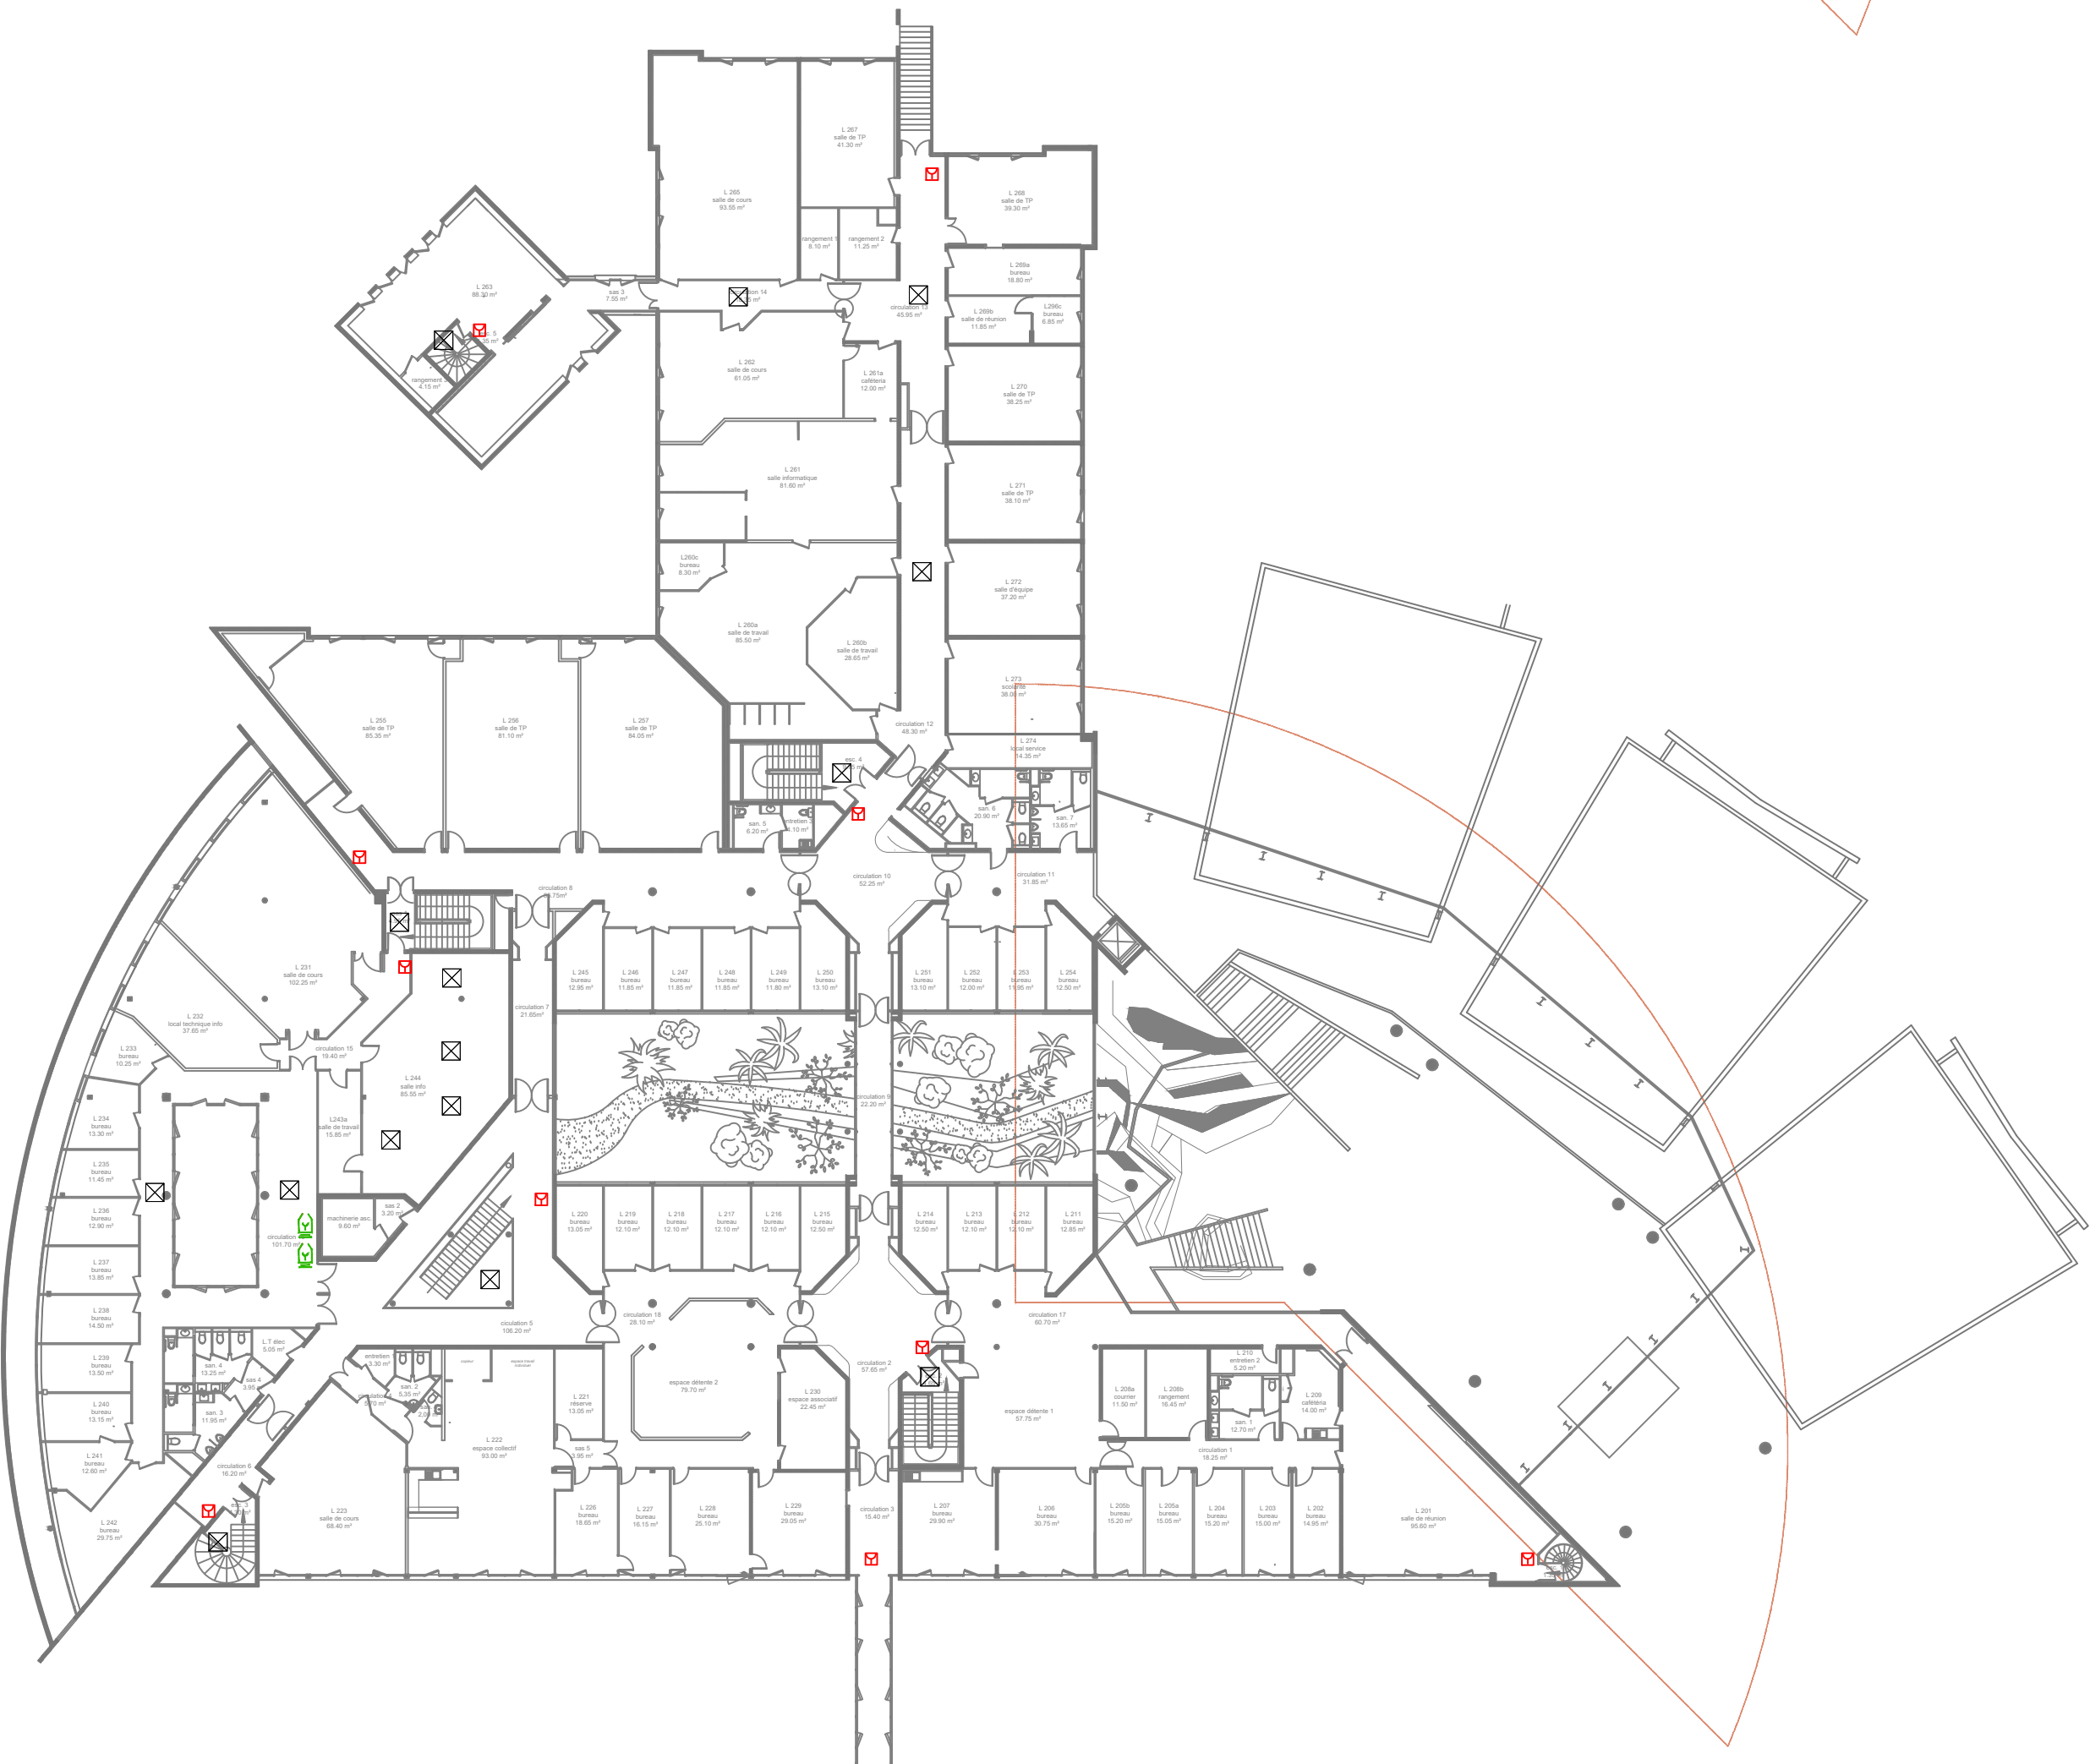 L 267
salle de TP
41.30 m²
L 265
salle de cours
93.55 m²
L 268
salle de TP
39.30 m²
rangement 1
8.10 m²
rangement 2
11.25 m²
L 269a
bureau
18.80 m²
L 263
88.30 m²
sas 3
7.55 m²
circulation 13
45.95 m²
L 269b
salle de réunion
11.85 m²
L296c
bureau
6.85 m²
rangement
4.15 m²
L 262
salle de cours
61.05 m²
L 261a
cafétéria
12.00 m²
L 270
salle de TP
38.25 m²
L 261
salle informatique
81.60 m²
L 271
salle de TP
38.10 m²
L260c
bureau
8.30 m²
L 272
salle d'équipe
37.20 m²
L 260a
salle de travail
85.50 m²
L 260b
salle de travail
28.65 m²
L 273
scolarité
L 255
salle de TP
85.35 m²
L 256
salle de TP
81.10 m²
L 257
salle de TP
84.05 m²
circulation 12
48.30 m²
L 274
local service
14.35 m²
esc. 4
san. 5
6.20 m²
entretien
4.10 m²
san. 6
20.90 m²
san. 7
13.65 m²
circulation 8
circulation 10
52.25 m²
circulation 11
31.85 m²
L 231
salle de cours
102.25 m²
L 245
bureau
12.95 m²
L 246
bureau
11.85 m²
L 247
bureau
11.85 m²
L 248
bureau
11.85 m²
L 249
bureau
11.80 m²
L 250
bureau
13.10 m²
L 251
bureau
13.10 m²
L 252
bureau
12.00 m²
L 253
bureau
11.95 m²
L 254
bureau
12.50 m²
circulation 7
21.65m²
L 232
local technique info
37.65 m²
L 233
bureau
10.25 m²
circulation 15
19.40 m²
L 244
salle info
85.55 m²
circulation 9
22.20 m²
L 234
bureau
13.30 m²
L243a
salle de travail
15.85 m²
L 235
bureau
11.45 m²
L 236
bureau
12.90 m²
machinerie asc.
9.60 m²
sas 2
3.20 m²
circulation
101.70 m²
L 220
bureau
13.05 m²
L 219
bureau
12.10 m²
L 218
bureau
12.10 m²
L 217
bureau
12.10 m²
L 216
bureau
12.10 m²
L 215
bureau
12.50 m²
L 214
bureau
12.50 m²
L 213
bureau
12.10 m²
L 212
bureau
12.10 m²
L 211
bureau
12.85 m²
L 237
bureau
13.65 m²
L 238
bureau
14.50 m²
circulation 5
106.20 m²
circulation 18
28.10 m²
circulation 17
60.70 m²
L.T élec
5.05 m²
L 239
bureau
13.50 m²
san. 4
13.25 m²
sas 4
3.95
entretien
3.30 m²
san. 2
5.35 m²
espace détente 2
79.70 m²
circulation 2
57.65 m²
L 210
entretien 2
5.20 m²
L 240
bureau
13.15 m²
san. 3
11.95 m²
L 221
réserve
13.05 m²
L 230
espace associatif
22.45 m²
espace détente 1
57.75 m²
L 208a
courrier
11.50 m²
L 208b
rangement
16.45 m²
san. 1
12.70 m²
L 209
cafétéria
14.00 m²
L 222
espace collectif
93.00 m²
sas 5
3.95 m²
circulation 1
18.25 m²
L 241
bureau
12.60 m²
circulation 6
16.20 m²
esc. 3
L 242
bureau
29.75 m²
L 223
salle de cours
68.40 m²
L 226
bureau
18.65 m²
L 227
bureau
16.15 m²
L 228
bureau
25.10 m²
L 229
bureau
29.05 m²
circulation 3
15.40 m²
L 207
bureau
29.90 m²
L 206
bureau
30.75 m²
L 205b
bureau
15.20 m²
L 205a
bureau
15.05 m²
L 204
bureau
15.20 m²
L 203
bureau
15.00 m²
L 202
bureau
14.95 m²
L 201
salle de réunion
95.60 m²